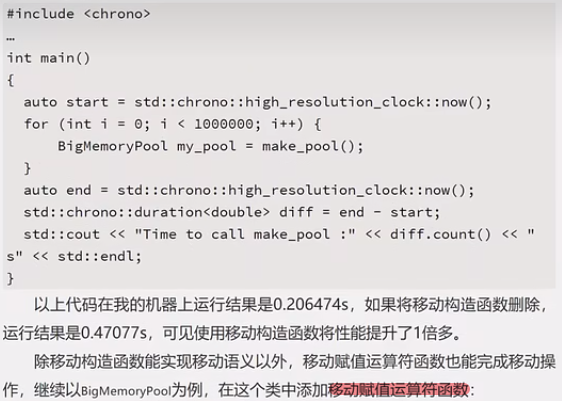 #include <chrono>
…
int main()
{
  auto start = std::chrono::high_resolution_clock::now();
  for (int i = 0; i < 1000000; i++) {
      BigMemoryPool my_pool = make_pool();
  }
  auto end = std::chrono::high_resolution_clock::now();
  std::chrono::duration<double> diff = end - start;
  std::cout << "Time to call make_pool :" << diff.count() << "
s" << std::endl;
}
以上代码在我的机器上运行结果是0.206474s，如果将移动构造函数删除，
运行结果是0.47077s，可见使用移动构造函数将性能提升了1倍多。
除移动构造函数能实现移动语义以外，移动赋值运算符函数也能完成移动操
作，继续以BigMemoryPool为例，在这个类中添加移动赋值运算符函数：